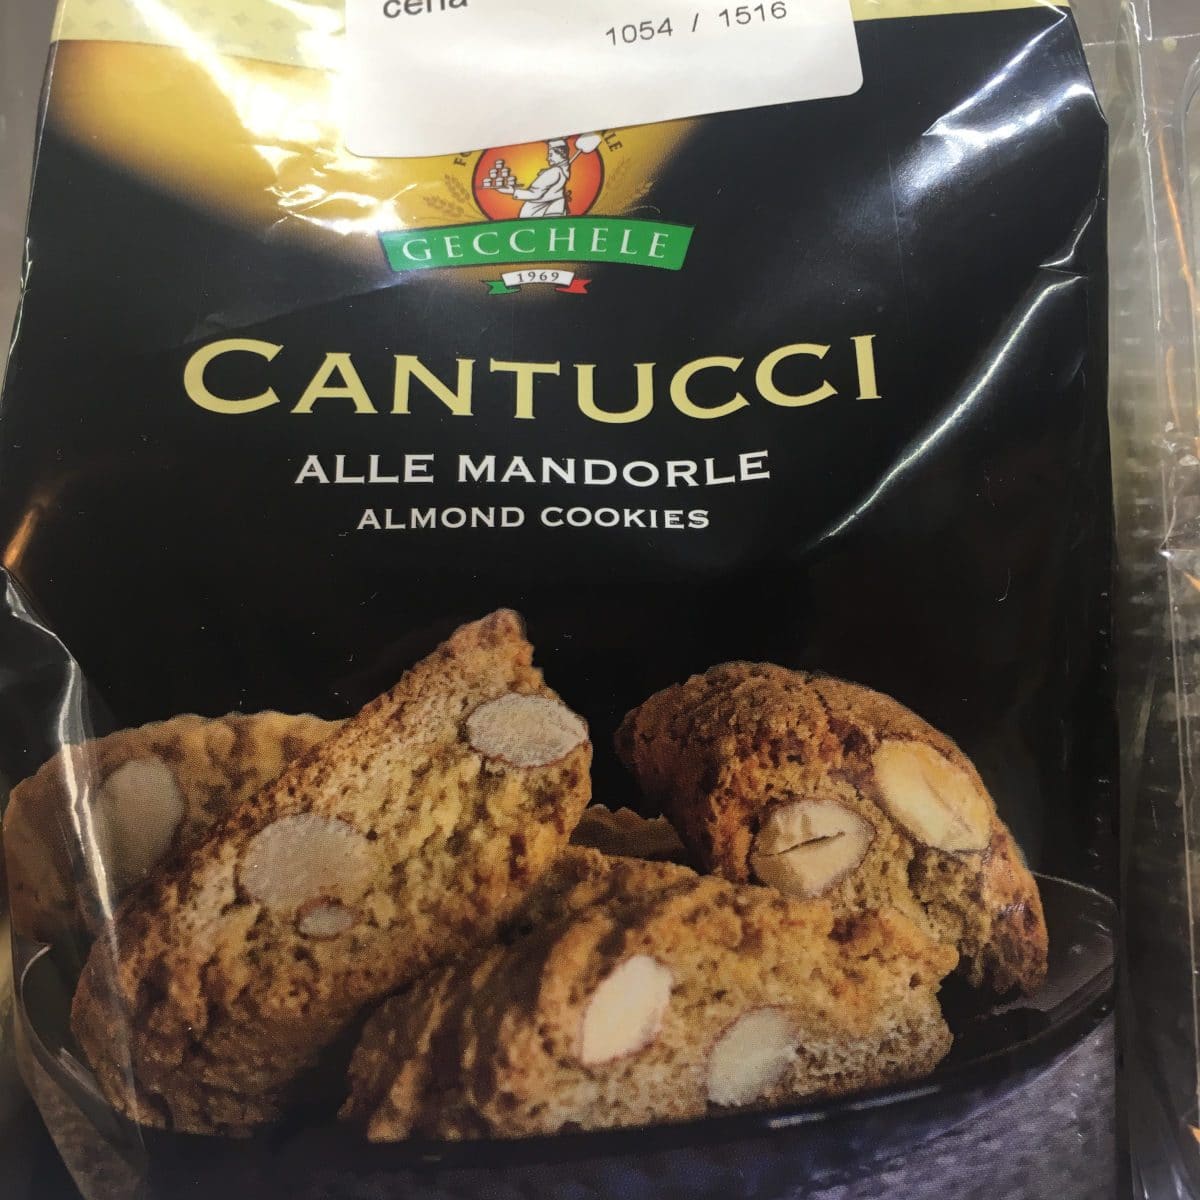 cena
1054 / 1516
GECCHELE
1969
CANTUCCI
ALLE MANDORLE
ALMOND COOKIES